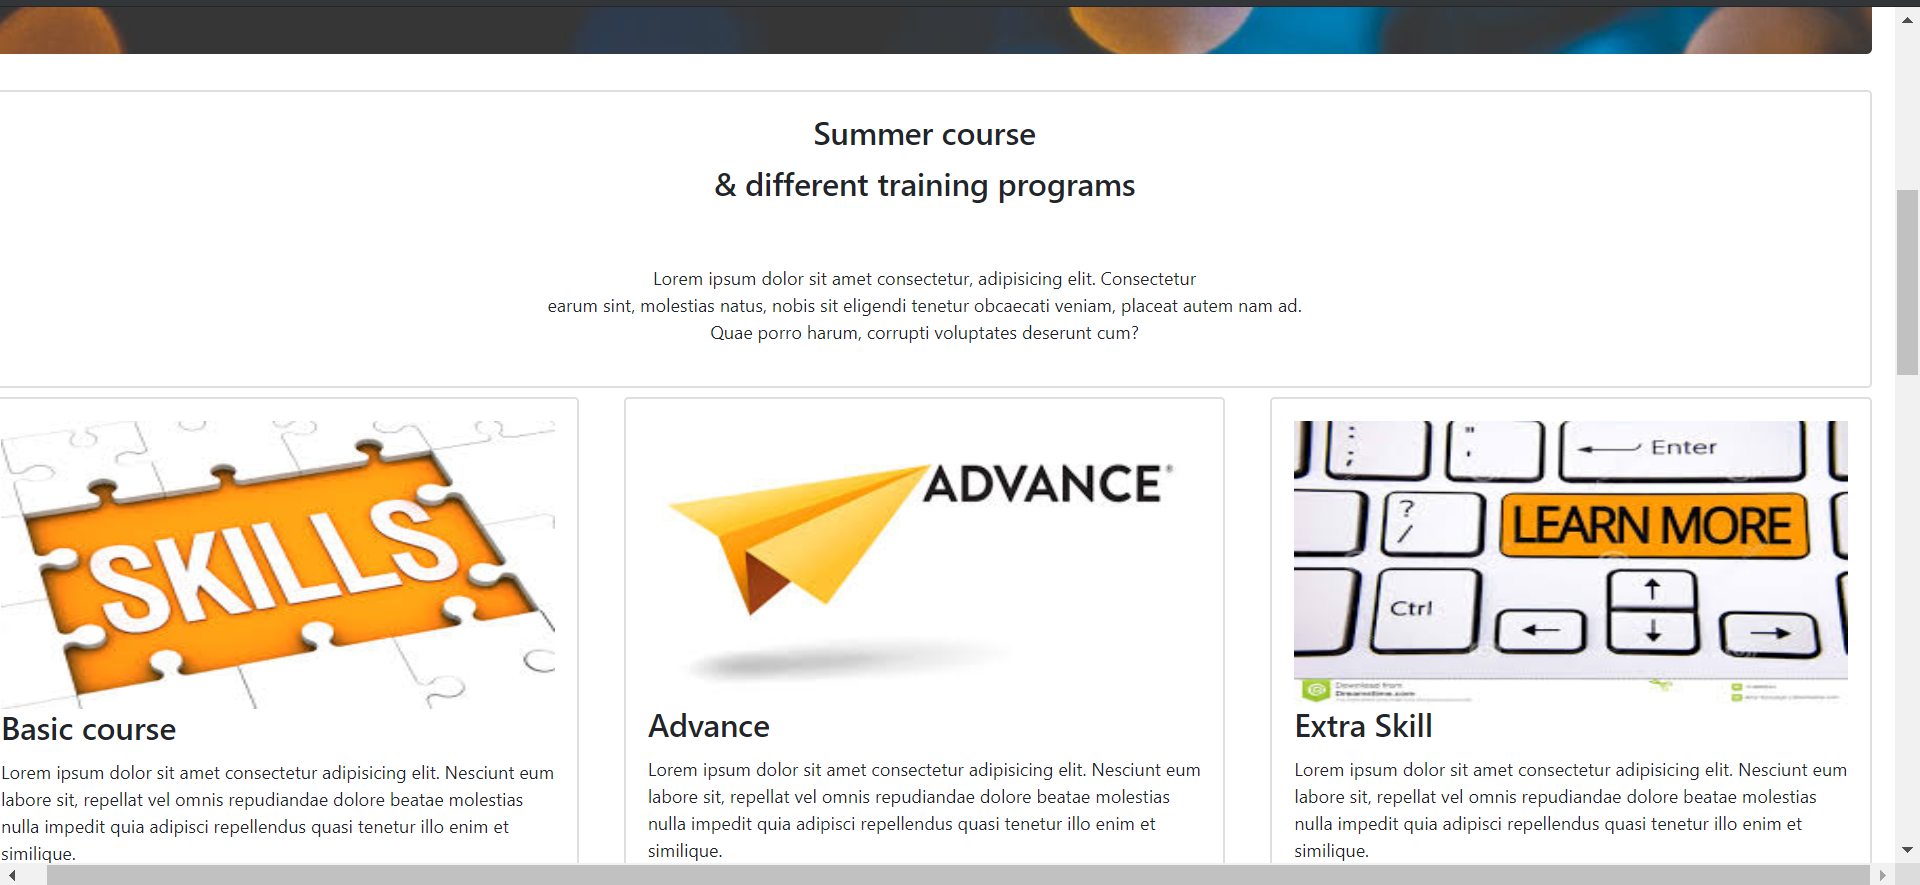 Summer course
& different training programs
Lorem ipsum dolor sit amet consectetur, adipisicing elit. Consectetur
earum sint, molestias natus, nobis sit eligendi tenetur obcaecati veniam, placeat autem nam ad.
Quae porro harum, corrupti voluptates deserunt cum?
SKILLS
Basic course
Lorem ipsum dolor sit amet consectetur adipisicing elit. Nesciunt eum
labore sit, repellat vel omnis repudiandae dolore beatae molestias
nulla impedit quia adipisci repellendus quasi tenetur illo enim et
similique.
ADVANCE®
Advance
Lorem ipsum dolor sit amet consectetur adipisicing elit. Nesciunt eum
labore sit, repellat vel omnis repudiandae dolore beatae molestias
nulla impedit quia adipisci repellendus quasi tenetur illo enim et
similique.
: ; " ' Enter
? / LEARN MORE
Ctrl
Download from
Dreamstime.com
Extra Skill
Lorem ipsum dolor sit amet consectetur adipisicing elit. Nesciunt eum
labore sit, repellat vel omnis repudiandae dolore beatae molestias
nulla impedit quia adipisci repellendus quasi tenetur illo enim et
similique.